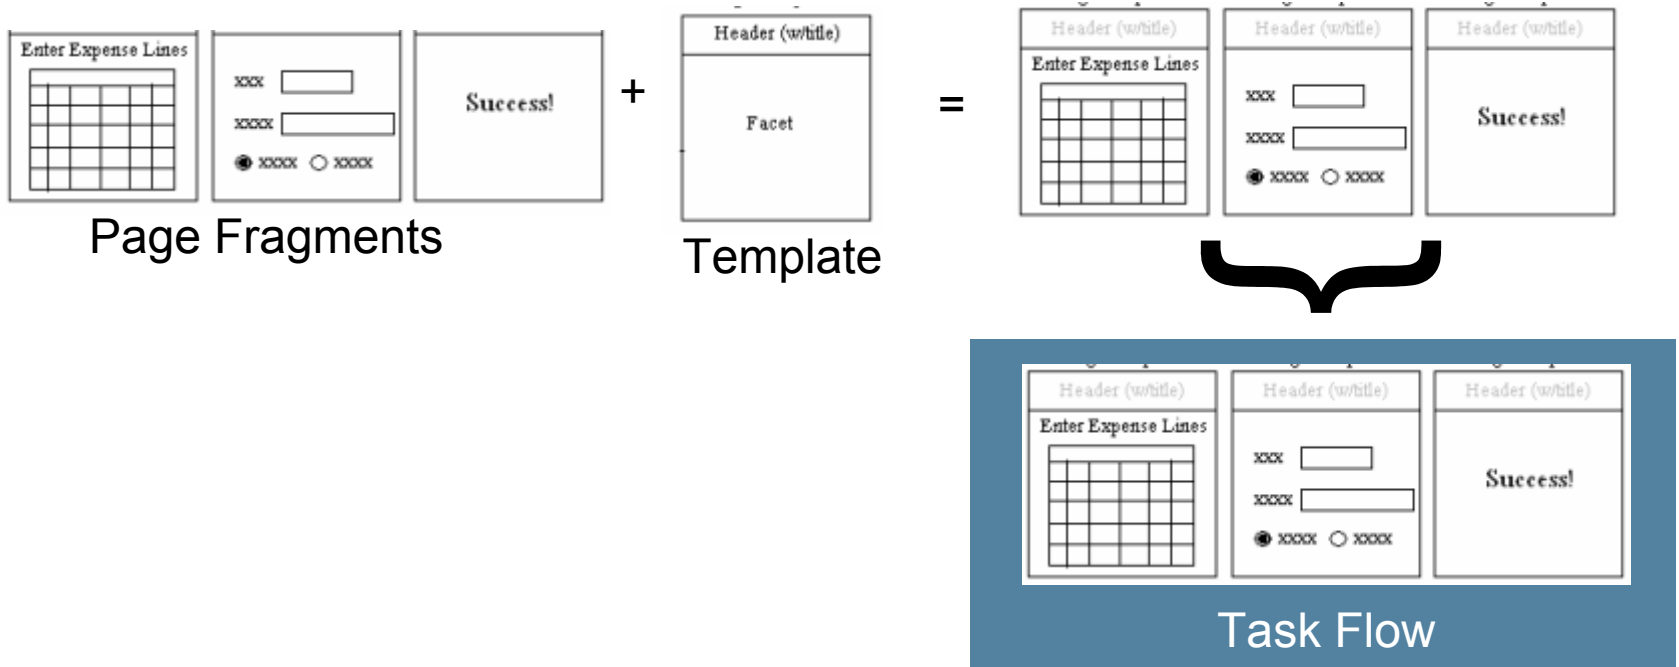 Enter Expense Lines
xxx
xxxx
xxxx xxxx
Success!
+
Header (w/title)
Facet
=
Header (w/title) Header (w/title) Header (w/title)
Enter Expense Lines
xxx
xxxx
xxxx xxxx
Success!
Page Fragments
Template
Header (w/title) Header (w/title) Header (w/title)
Enter Expense Lines
xxx
xxxx
xxxx xxxx
Success!
Task Flow